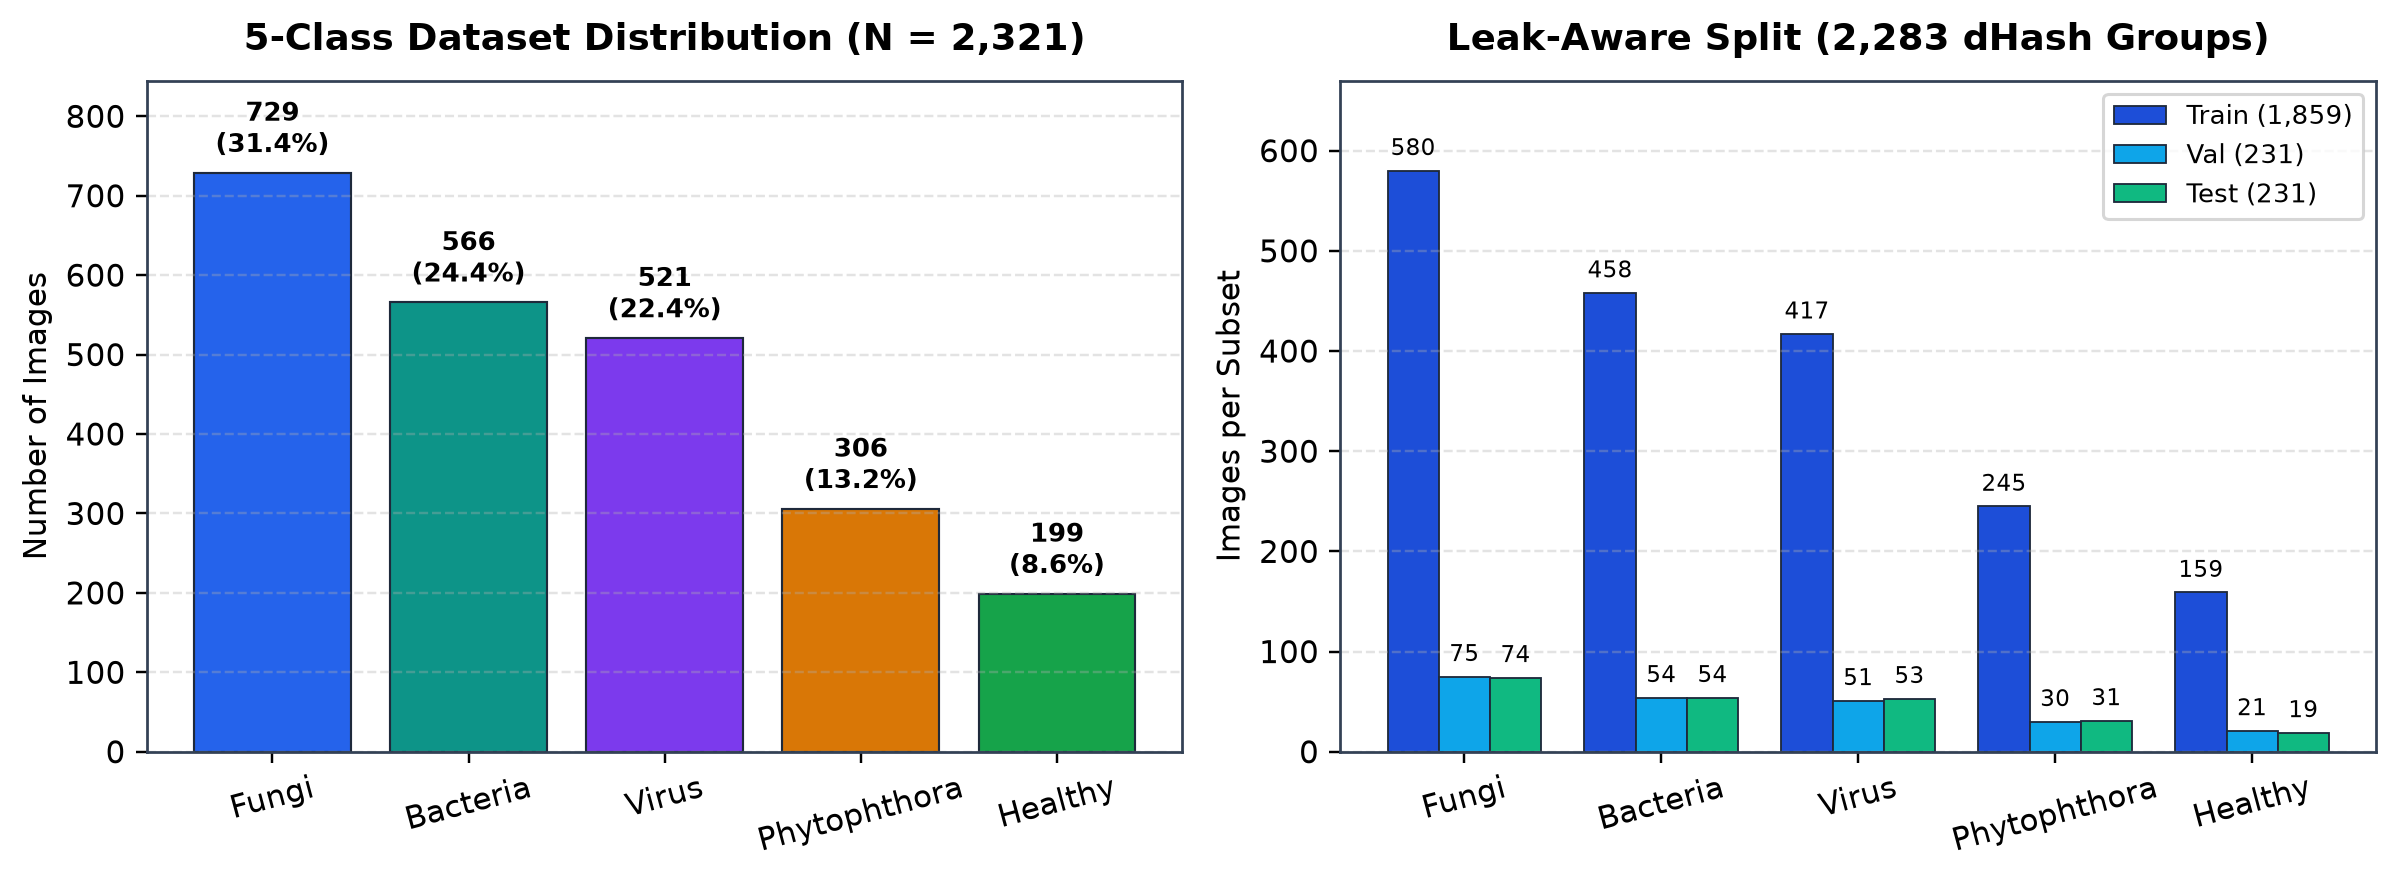 5-Class Dataset Distribution (N = 2,321)
Number of Images
800
700
600
500
400
300
200
100
0
729
(31.4%)
566
(24.4%)
521
(22.4%)
306
(13.2%)
199
(8.6%)
Fungi
Bacteria
Virus
Phytophthora
Healthy
Leak-Aware Split (2,283 dHash Groups)
Images per Subset
600
500
400
300
200
100
0
Train (1,859)
Val (231)
Test (231)
580
75
74
458
54
54
417
51
53
245
30
31
159
21
19
Fungi
Bacteria
Virus
Phytophthora
Healthy